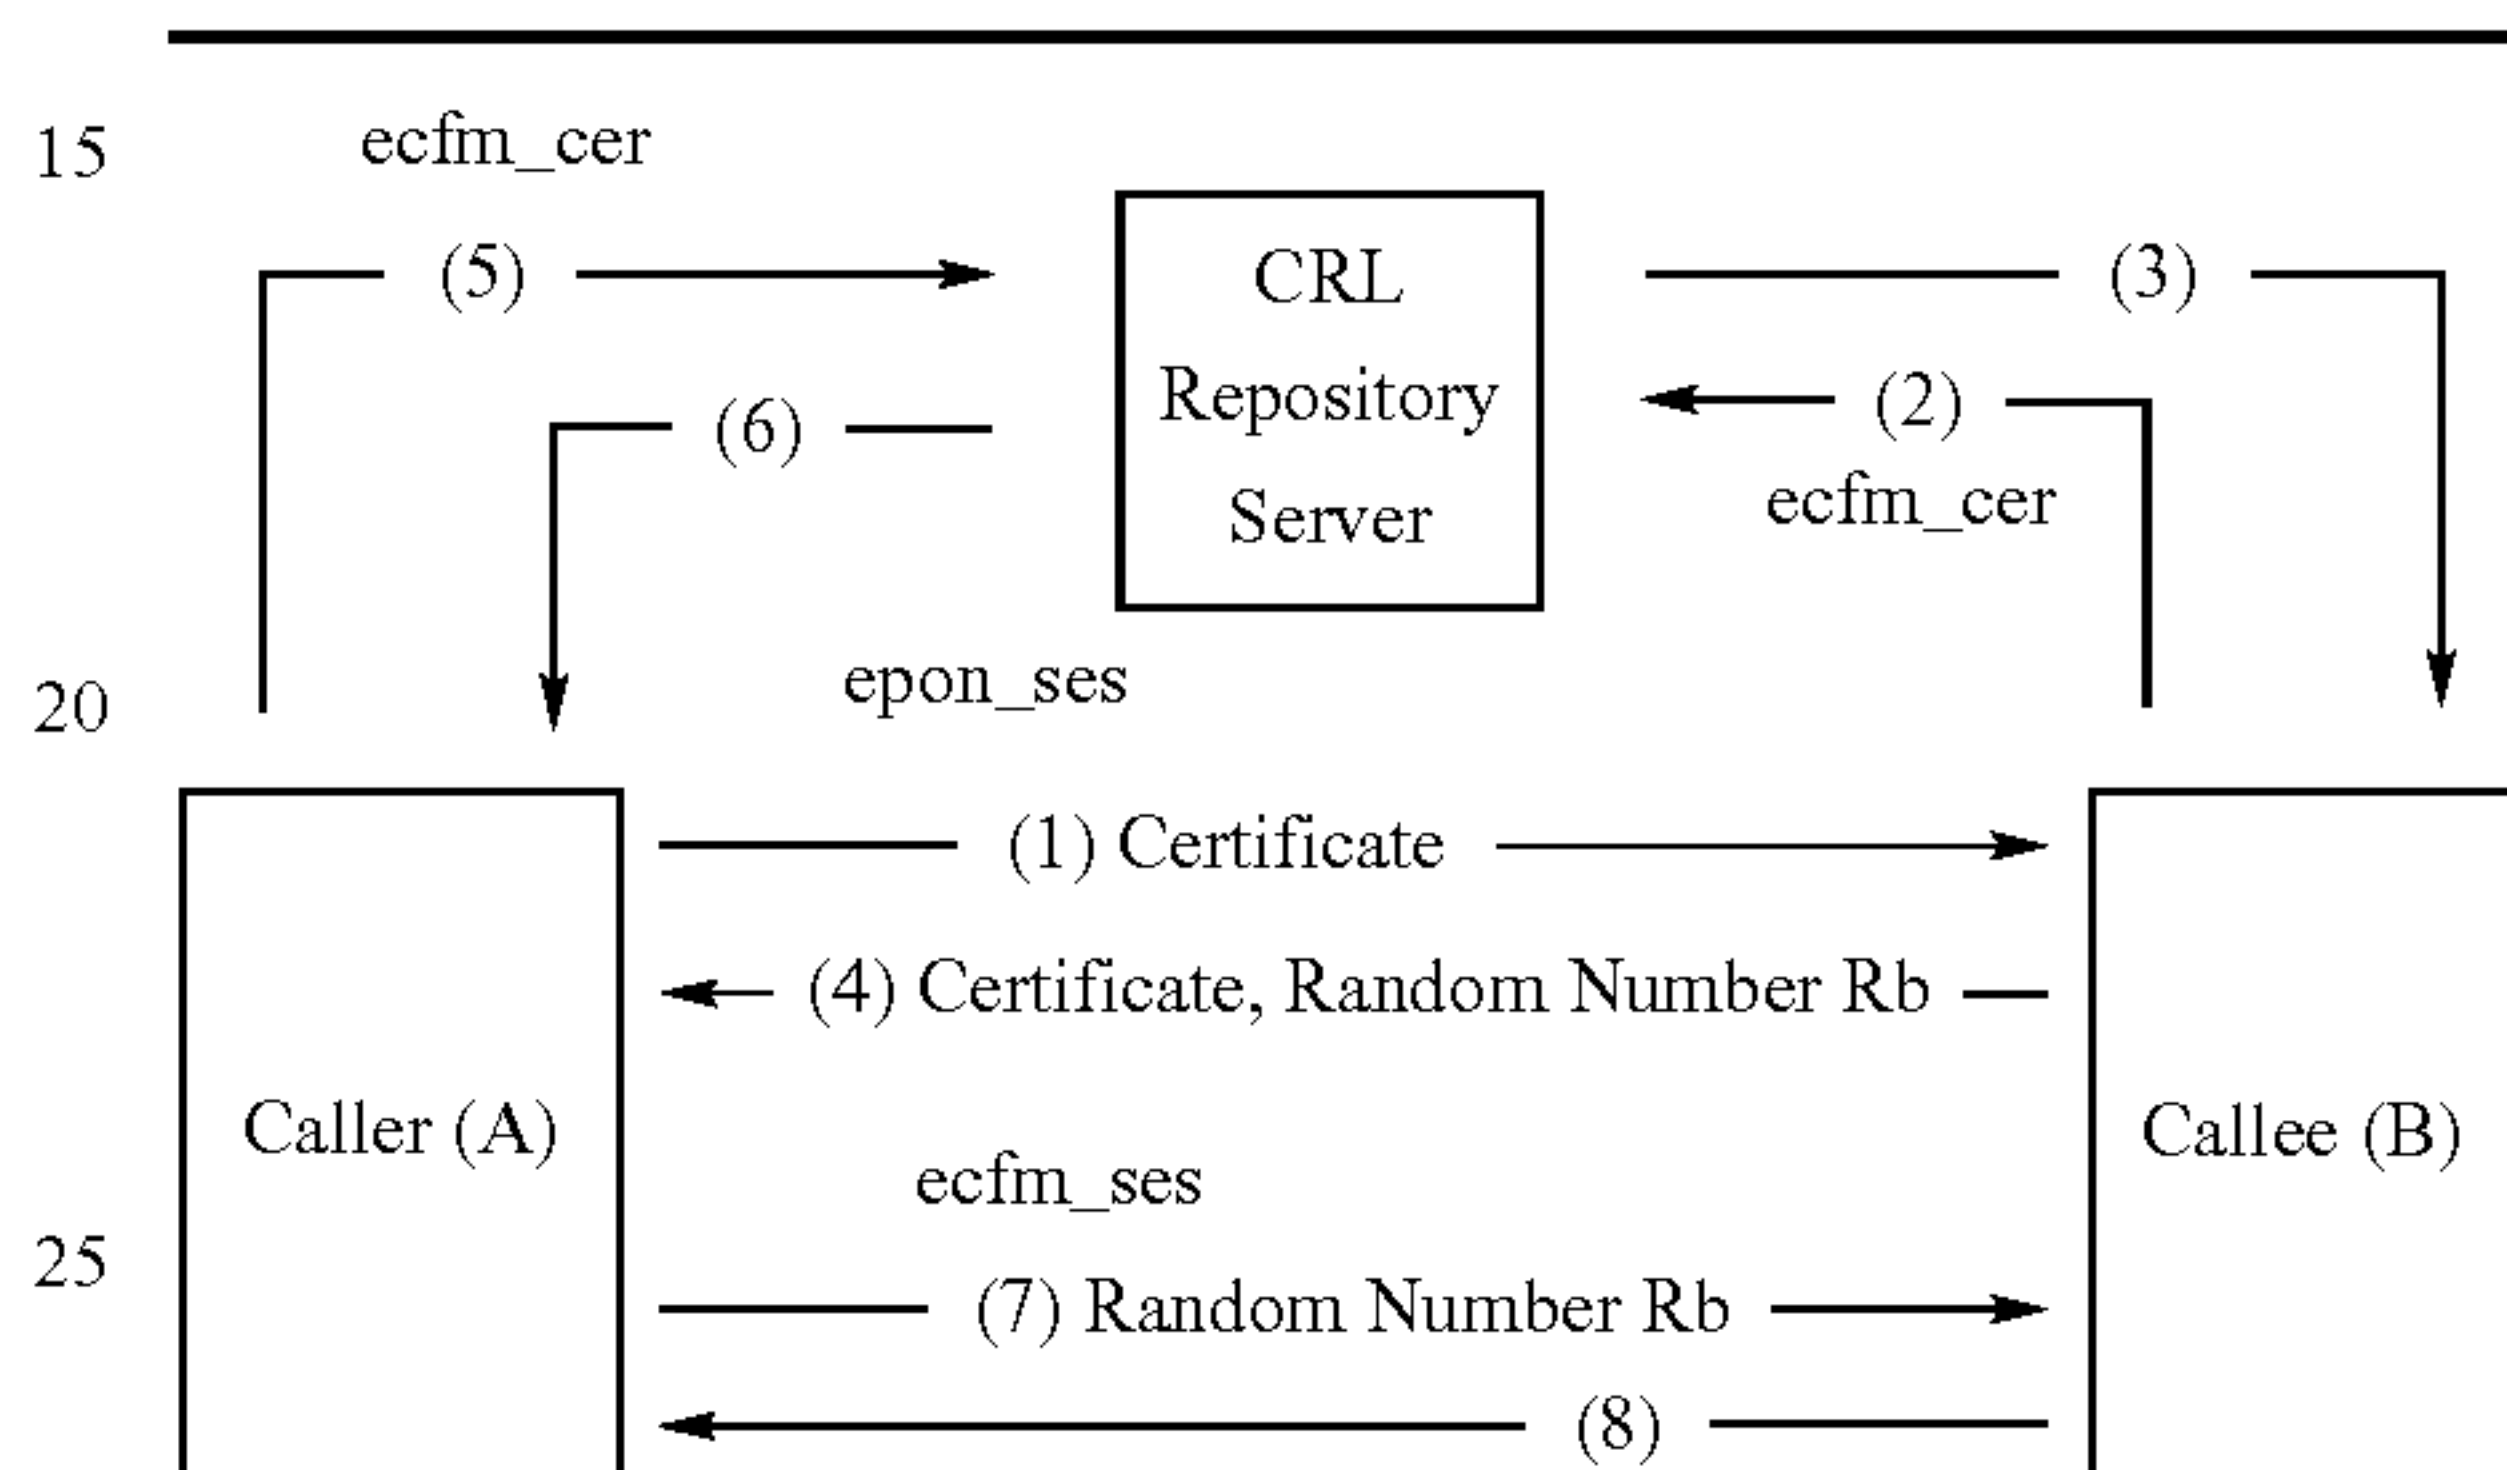 15 ecfm_cer
(5) CRL (3)
Repository (2)
(6)
Server ecfm_cer
20 epon_ses
(1) Certificate
(4) Certificate, Random Number Rb
Caller (A) Callee (B)
ecfm_ses
25
(7) Random Number Rb
(8)